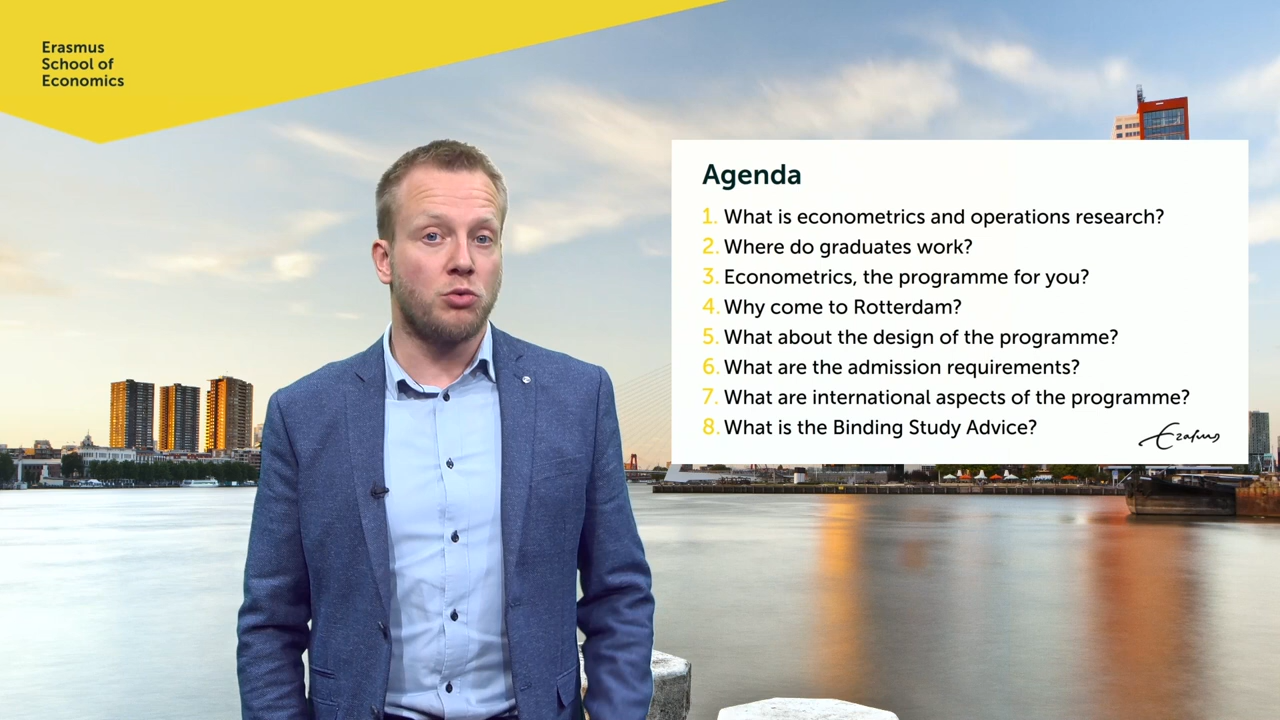 Erasmus
School of
Economics
Agenda
1. What is econometrics and operations research?
2. Where do graduates work?
3. Econometrics, the programme for you?
4. Why come to Rotterdam?
5. What about the design of the programme?
6. What are the admission requirements?
7. What are international aspects of the programme?
8. What is the Binding Study Advice?
Erasmus